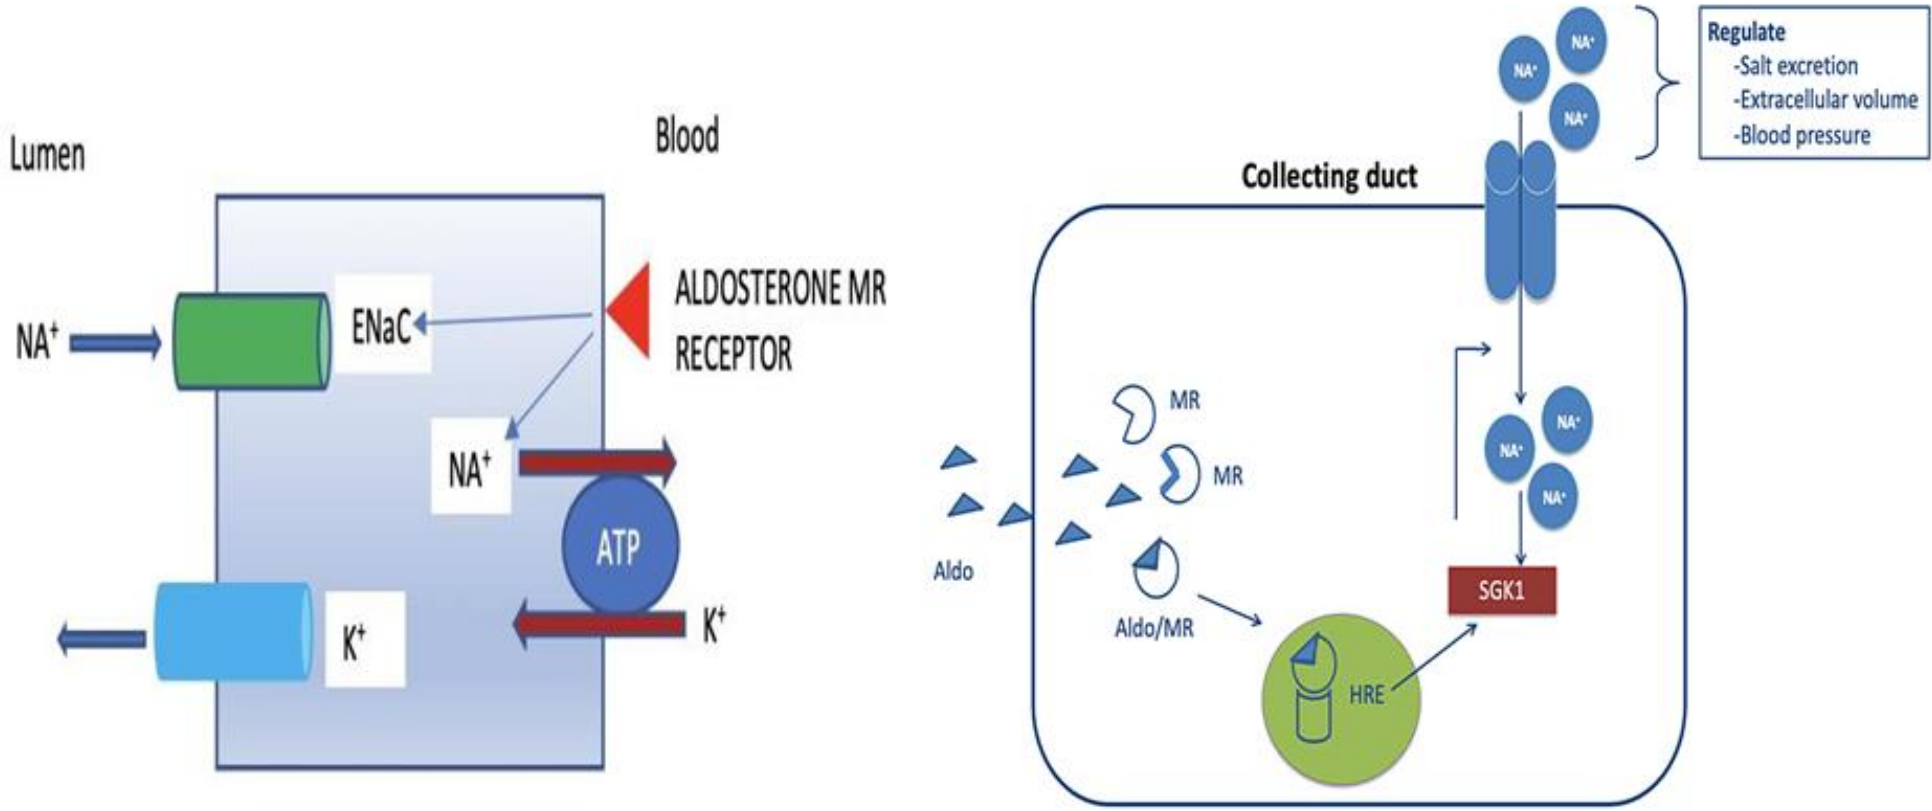 Lumen
Blood
NA⁺
ENaC
ALDOSTERONE MR
RECEPTOR
NA⁺
ATP
K⁺
K⁺
Regulate
-Salt excretion
-Extracellular volume
-Blood pressure
NA⁺
NA⁺
NA⁺
Collecting duct
MR
MR
Aldo
Aldo/MR
NA⁺
NA⁺
NA⁺
SGK1
HRE